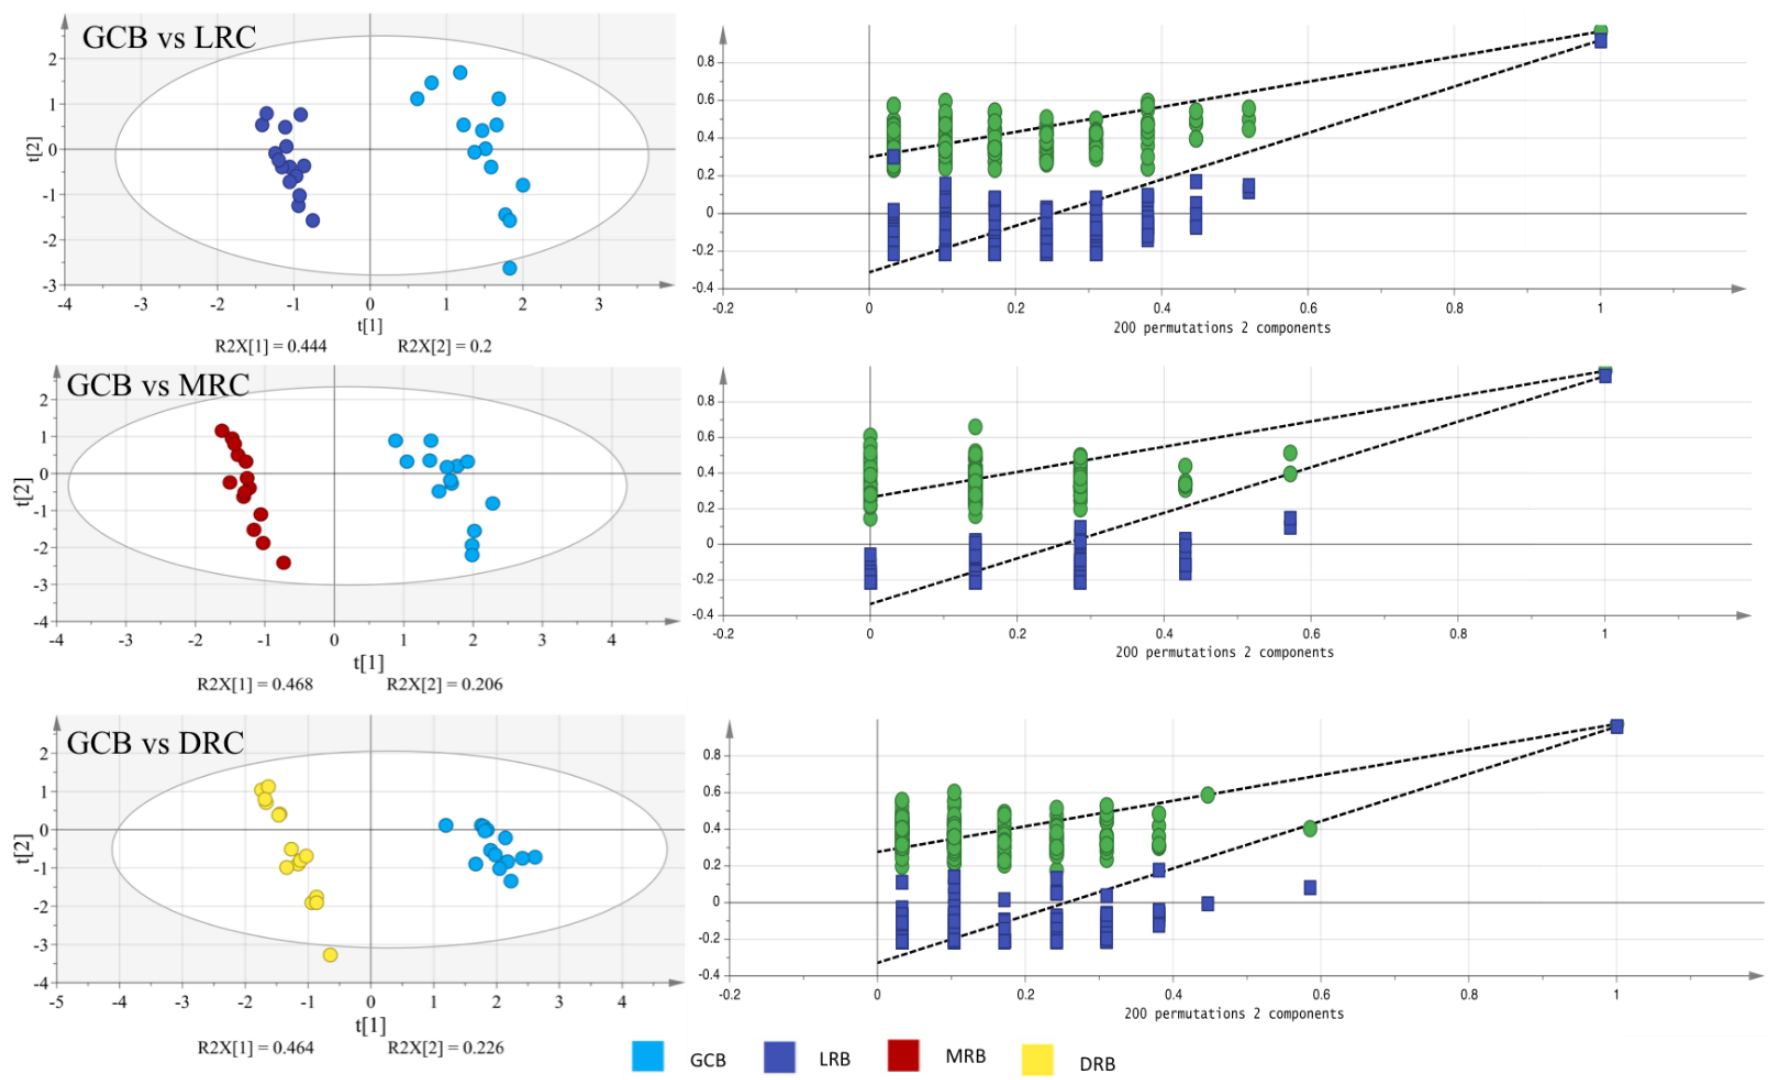 GCB vs LRC
t[2]
2
1
0
-1
-2
-3
-4 -3 -2 -1 0 1 2 3
t[1]
R2X[1] = 0.444 R2X[2] = 0.2
0.8
0.6
0.4
0.2
0
-0.2
-0.4
-0.2 0 0.2 0.4 0.6 0.8 1
200 permutations 2 components
GCB vs MRC
t[2]
2
1
0
-1
-2
-3
-4
-4 -3 -2 -1 0 1 2 3 4
t[1]
R2X[1] = 0.468 R2X[2] = 0.206
0.8
0.6
0.4
0.2
0
-0.2
-0.4
-0.2 0 0.2 0.4 0.6 0.8 1
200 permutations 2 components
GCB vs DRC
t[2]
2
1
0
-1
-2
-3
-4
-5 -4 -3 -2 -1 0 1 2 3 4
t[1]
R2X[1] = 0.464 R2X[2] = 0.226
0.8
0.6
0.4
0.2
0
-0.2
-0.4
-0.2 0 0.2 0.4 0.6 0.8 1
200 permutations 2 components
GCB LRB MRB DRB